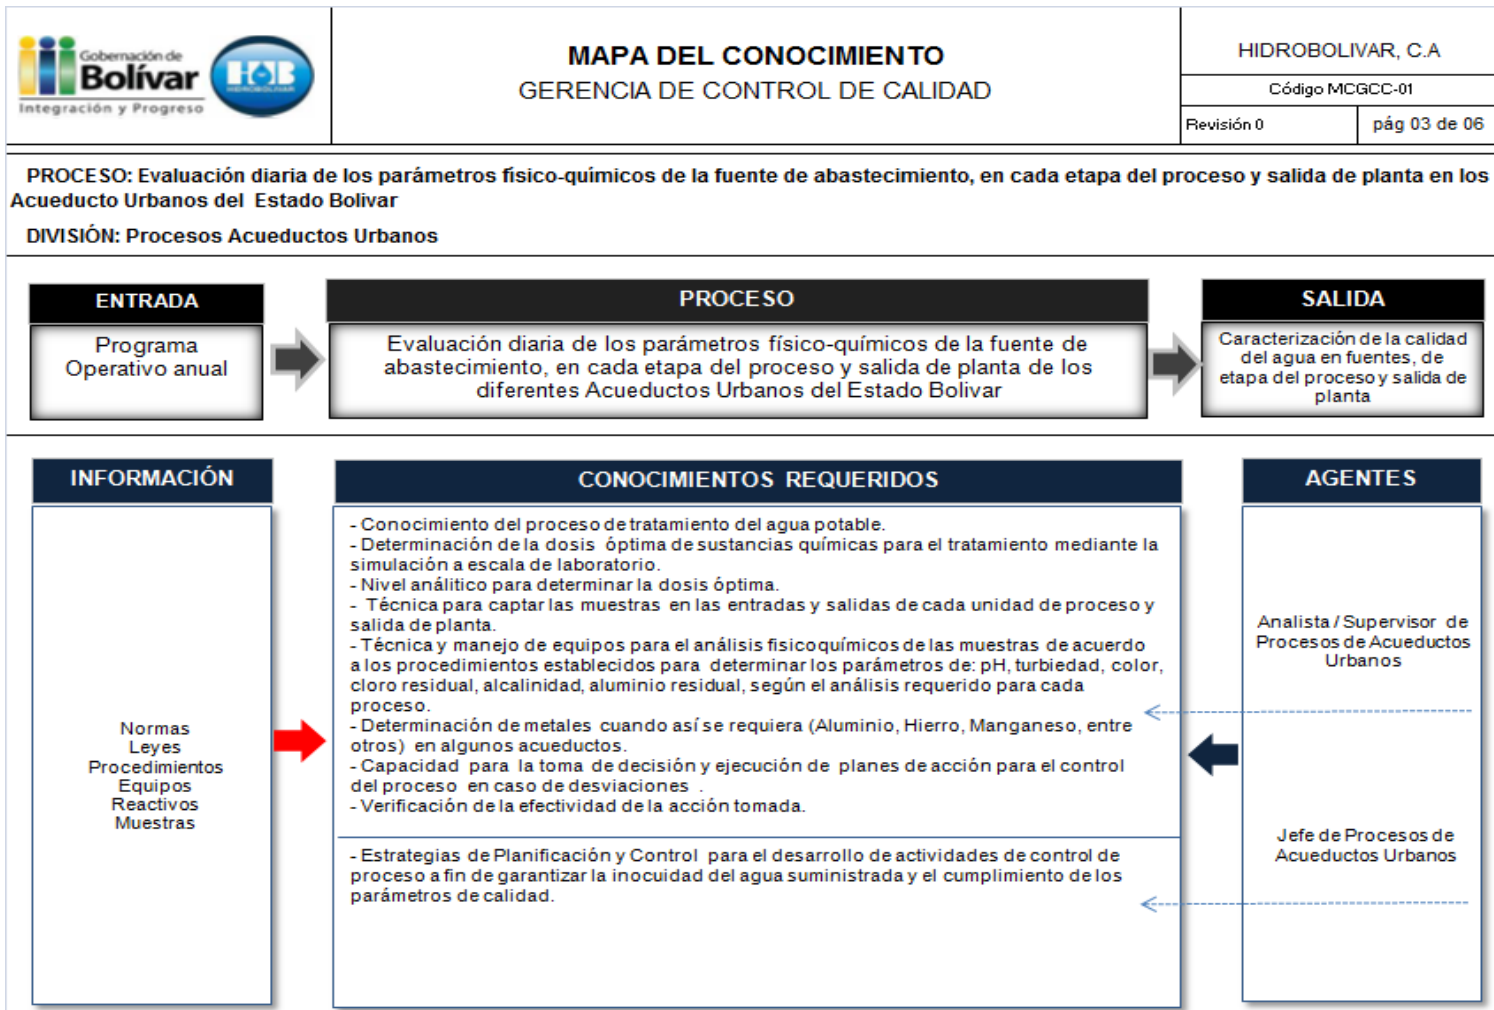 Gobernación de
Bolívar
Integración y Progreso
HOB
HIDROBOLIVAR
MAPA DEL CONOCIMIENTO
GERENCIA DE CONTROL DE CALIDAD
HIDROBOLIVAR, C.A
Código MCGCC-01
Revisión 0
pág 03 de 06
PROCESO: Evaluación diaria de los parámetros físico-químicos de la fuente de abastecimiento, en cada etapa del proceso y salida de planta en los
Acueducto Urbanos del Estado Bolivar
DIVISIÓN: Procesos Acueductos Urbanos
ENTRADA
Programa
Operativo anual
PROCESO
Evaluación diaria de los parámetros físico-químicos de la fuente de
abastecimiento, en cada etapa del proceso y salida de planta de los
diferentes Acueductos Urbanos del Estado Bolivar
SALIDA
Caracterización de la calidad
del agua en fuentes, de
etapa del proceso y salida de
planta
INFORMACIÓN
Normas
Leyes
Procedimientos
Equipos
Reactivos
Muestras
CONOCIMIENTOS REQUERIDOS
- Conocimiento del proceso de tratamiento del agua potable.
- Determinación de la dosis óptima de sustancias químicas para el tratamiento mediante la
simulación a escala de laboratorio.
- Nivel análitico para determinar la dosis óptima.
- Técnica para captar las muestras en las entradas y salidas de cada unidad de proceso y
salida de planta.
- Técnica y manejo de equipos para el análisis fisicoquímicos de las muestras de acuerdo
a los procedimientos establecidos para determinar los parámetros de: pH, turbiedad, color,
cloro residual, alcalinidad, aluminio residual, según el análisis requerido para cada
proceso.
- Determinación de metales cuando así se requiera (Aluminio, Hierro, Manganeso, entre
otros) en algunos acueductos.
- Capacidad para la toma de decisión y ejecución de planes de acción para el control
del proceso en caso de desviaciones .
- Verificación de la efectividad de la acción tomada.
- Estrategias de Planificación y Control para el desarrollo de actividades de control de
proceso a fin de garantizar la inocuidad del agua suministrada y el cumplimiento de los
parámetros de calidad.
AGENTES
Analista / Supervisor de
Procesos de Acueductos
Urbanos
Jefe de Procesos de
Acueductos Urbanos